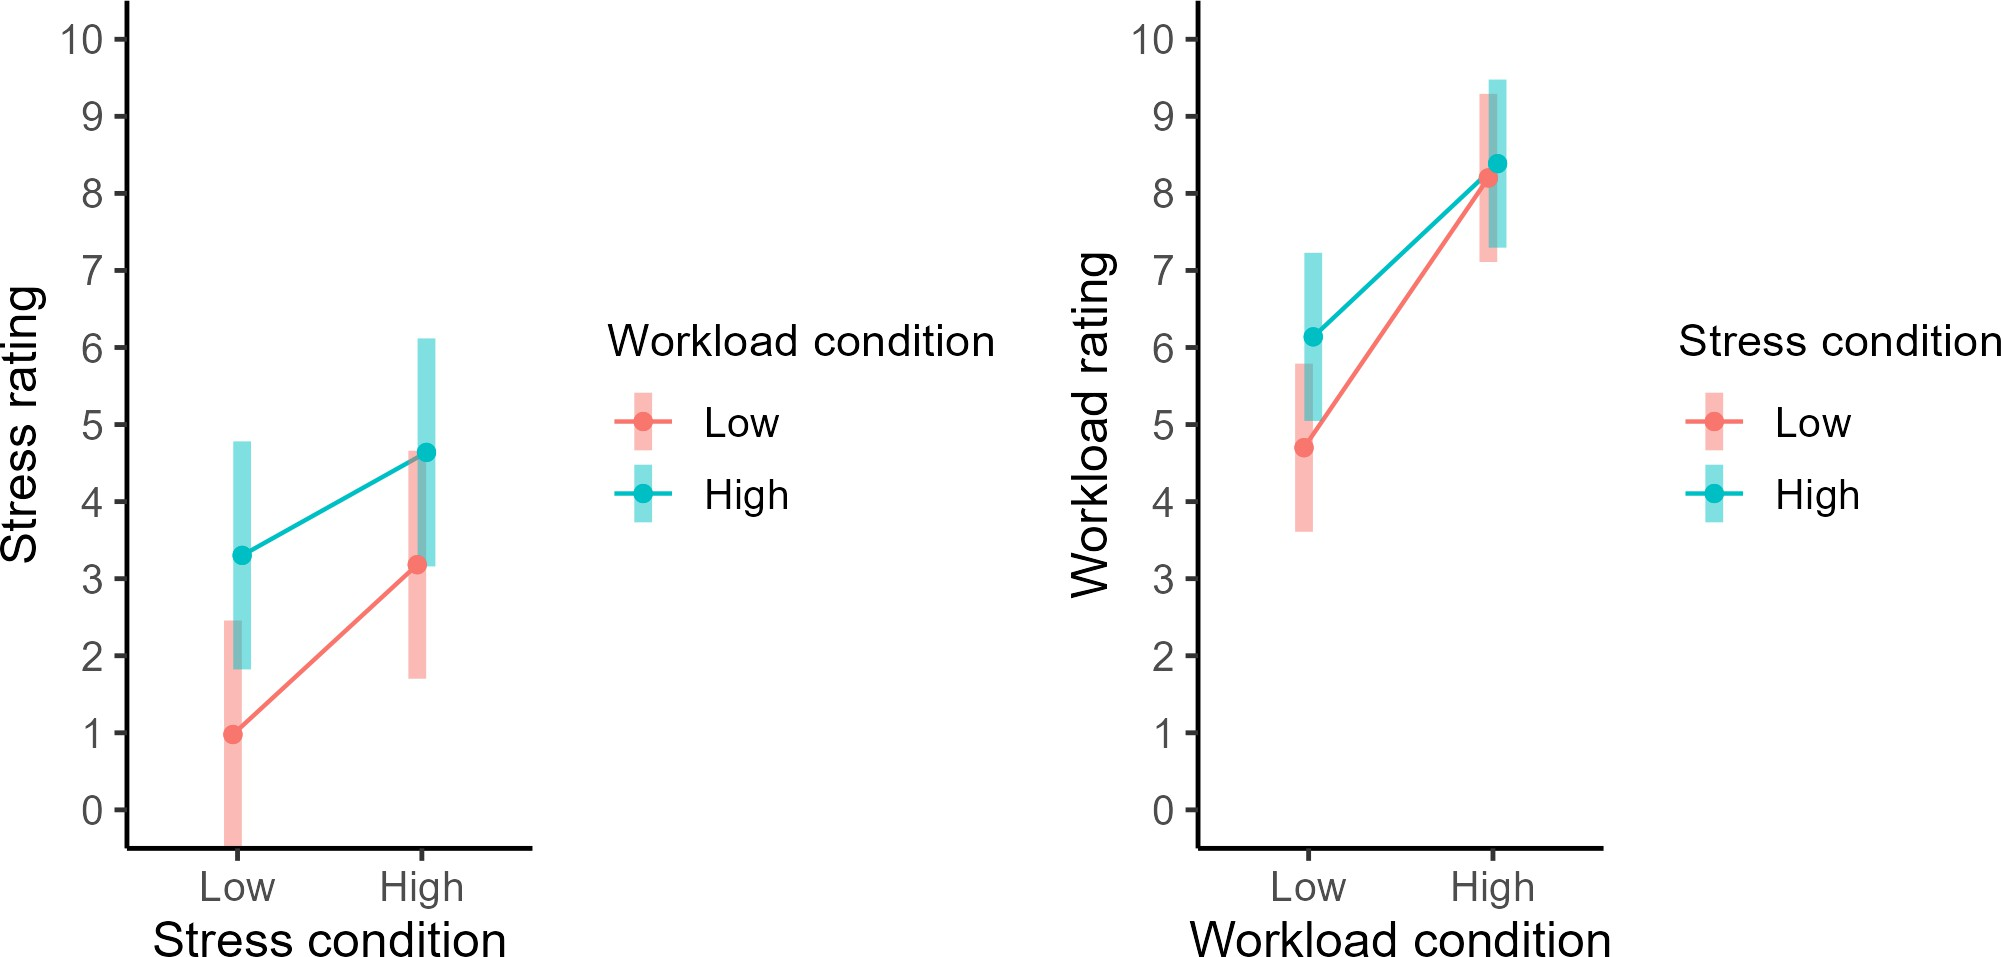 10
9
8
7
6
5
4
3
2
1
0
Stress rating
Low
High
Stress condition
Workload condition
Low
High
10
9
8
7
6
5
4
3
2
1
0
Workload rating
Low
High
Workload condition
Stress condition
Low
High